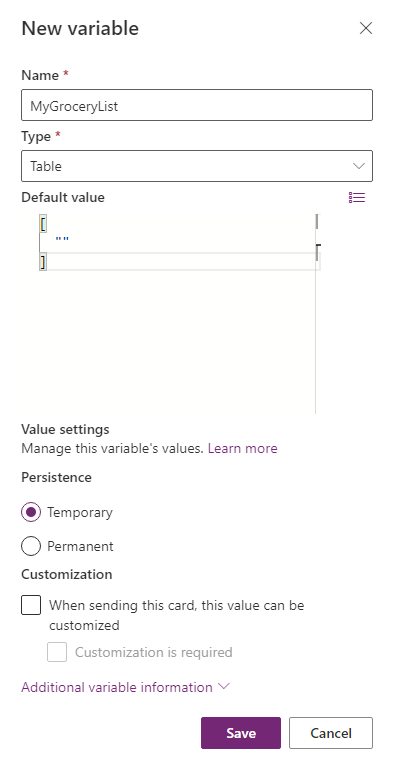 New variable
Name *
MyGroceryList
Type *
Table
Default value
[
""
]
Value settings
Manage this variable's values. Learn more
Persistence
Temporary
Permanent
Customization
When sending this card, this value can be
customized
Customization is required
Additional variable information
Save Cancel